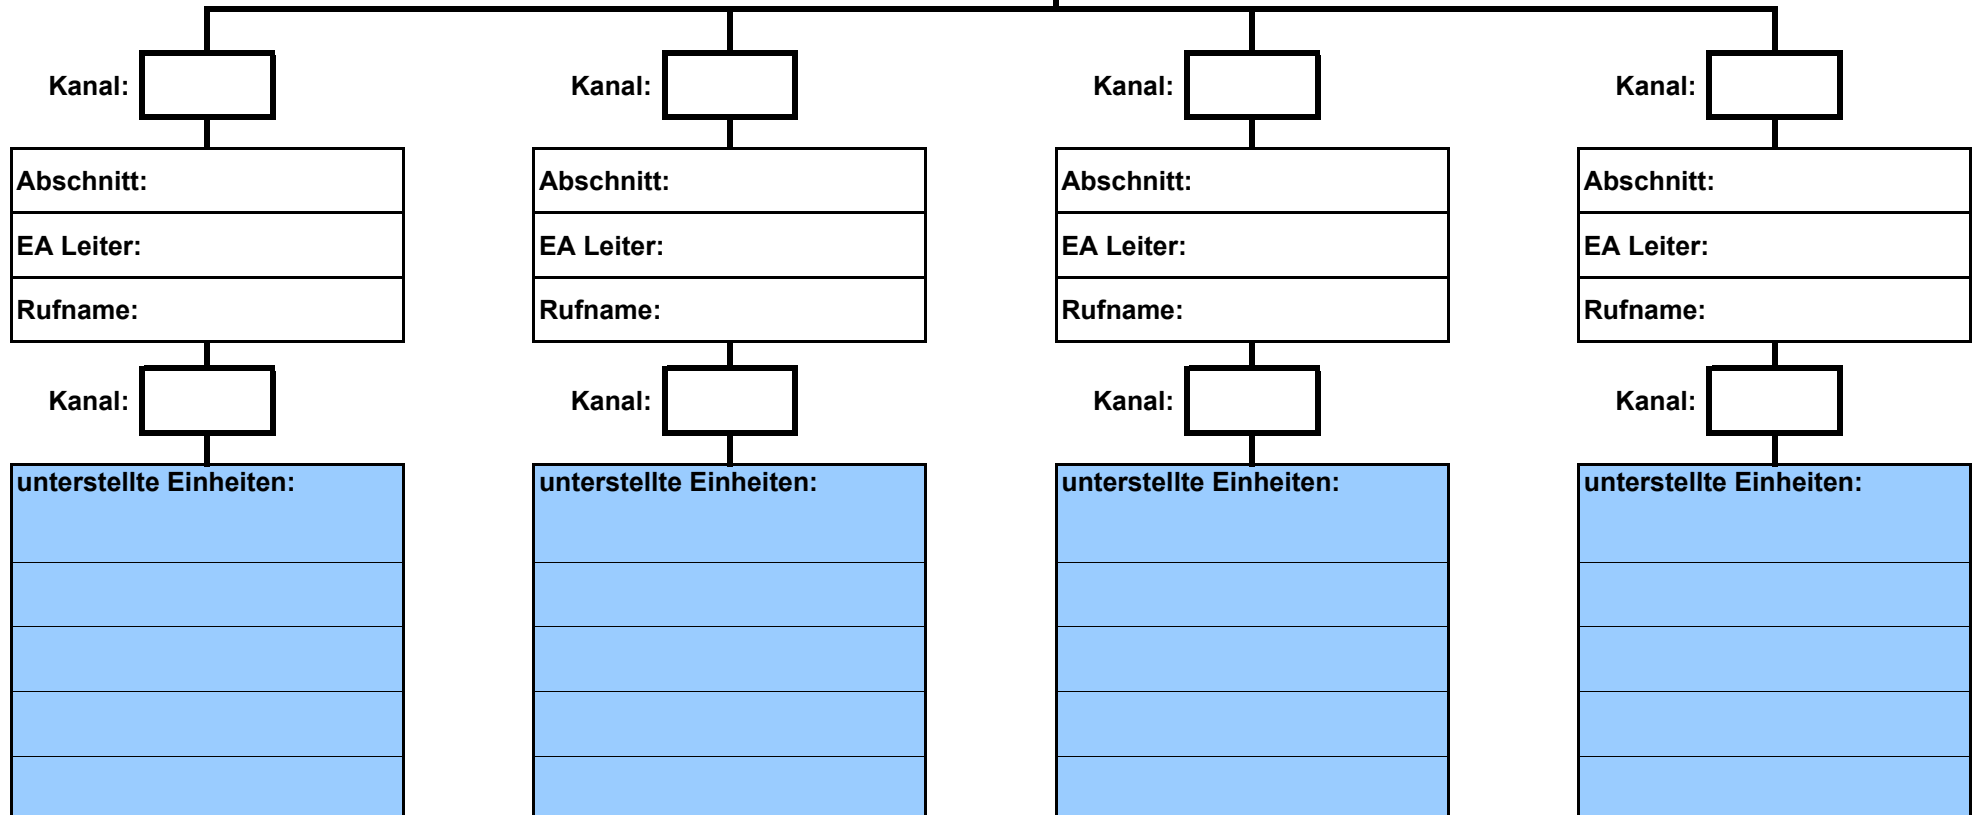 Kanal: Kanal: Kanal: Kanal:
Abschnitt: Abschnitt: Abschnitt: Abschnitt:
EA Leiter: EA Leiter: EA Leiter: EA Leiter:
Rufname: Rufname: Rufname: Rufname:
Kanal: Kanal: Kanal: Kanal:
unterstellte Einheiten: unterstellte Einheiten: unterstellte Einheiten: unterstellte Einheiten: